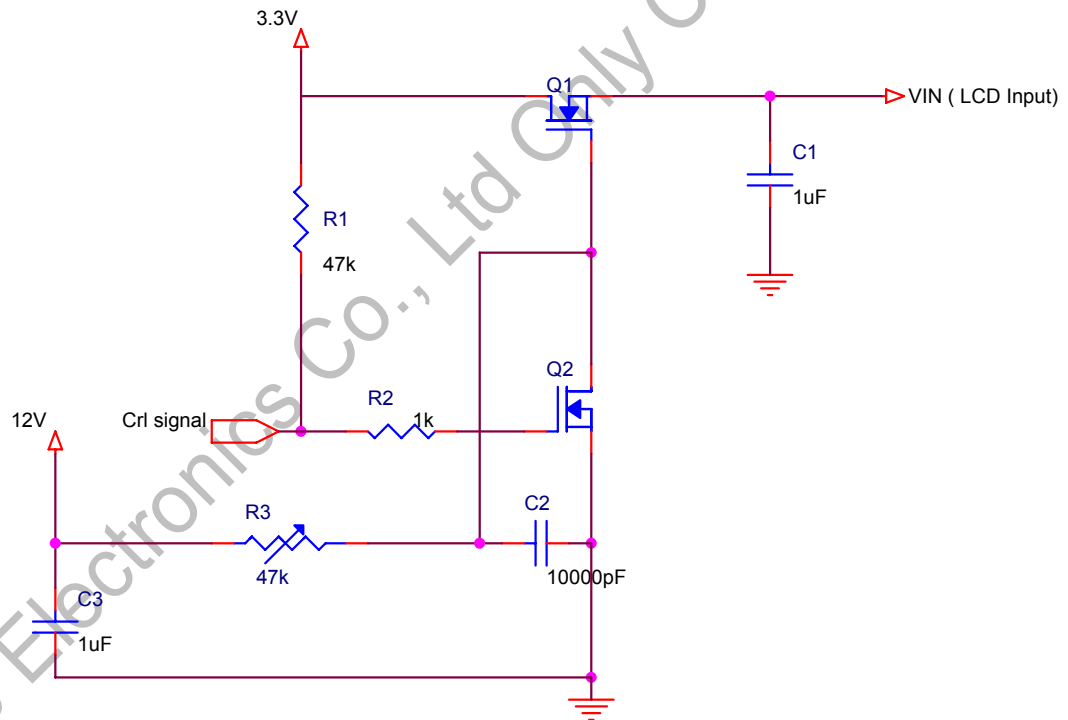 3.3V
Q1
VIN ( LCD Input)
C1
1uF
R1
47k
Q2
R2
1k
12V
Crl signal
R3
47k
C2
10000pF
C3
1uF
Electronics Co., Ltd Only